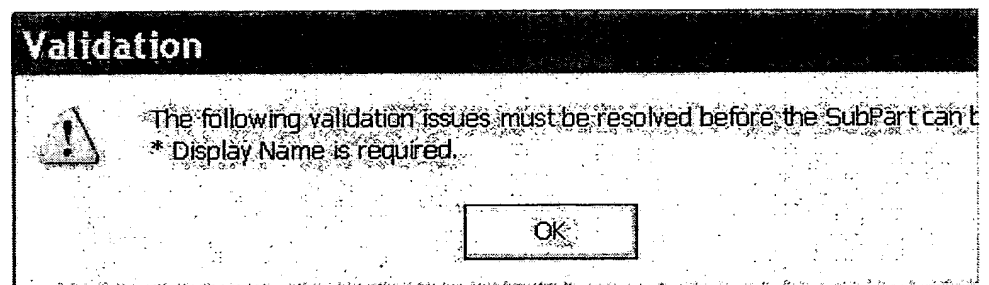 Validation
The following validation issues must be resolved before the SubPart can
* Display Name is required.
OK